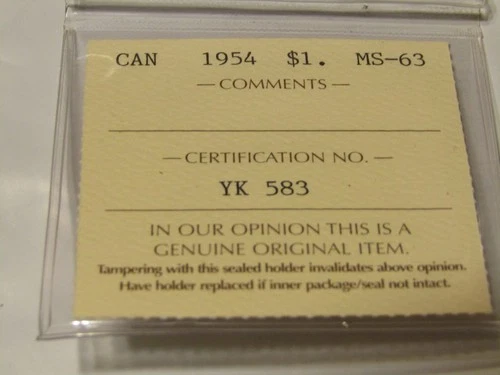 CAN 1954 $1. MS-63
— COMMENTS —
— CERTIFICATION NO. —
YK 583
IN OUR OPINION THIS IS A
GENUINE ORIGINAL ITEM.
Tampering with this sealed holder invalidates above opinion.
Have holder replaced if inner package/seal not intact.